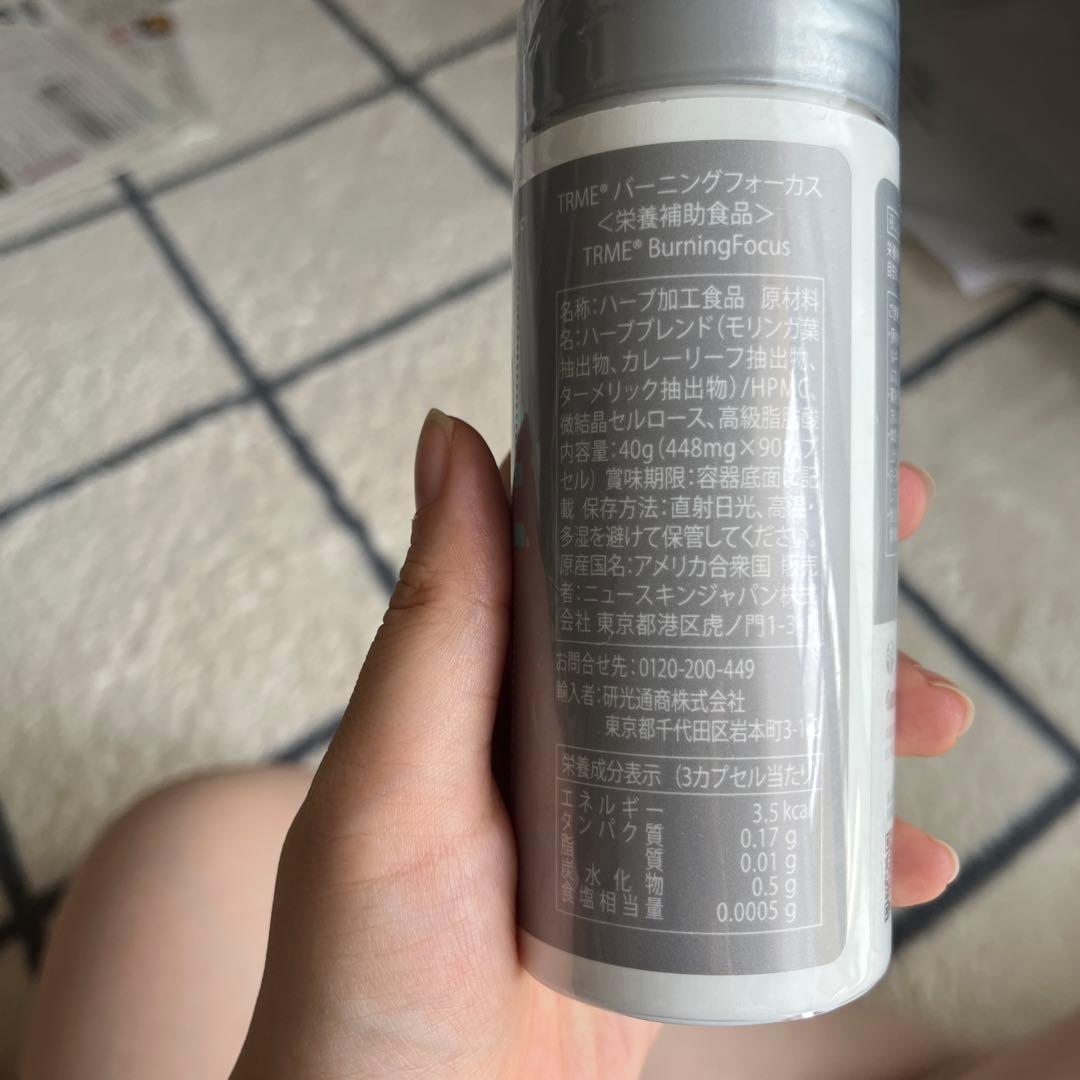 TRME® バーニングフォーカス
＜栄養補助食品＞
TRME® BurningFocus
名称：ハーブ加工食品 原材料
名：ハーブブレンド（モリンガ葉
抽出物、カレーリーフ抽出物、
ターメリック抽出物）/HPMC、
微結晶セルロース、高級脂肪酸
内容量：40g（448mg×90カプ
セル） 賞味期限：容器底面に記
載 保存方法：直射日光、高温・
多湿を避けて保管してください。
原産国名：アメリカ合衆国 販売
者：ニュースキンジャパン株式
会社 東京都港区虎ノ門
お問合せ先：0120-200-449
輸入者：研光通商株式会社
東京都千代田区岩本町
栄養成分表示（3カプセル当たり
エネルギー 3.5 kcal
タンパク質 0.17 g
脂質 0.01 g
炭水化物 0.5 g
食塩相当量 0.0005 g